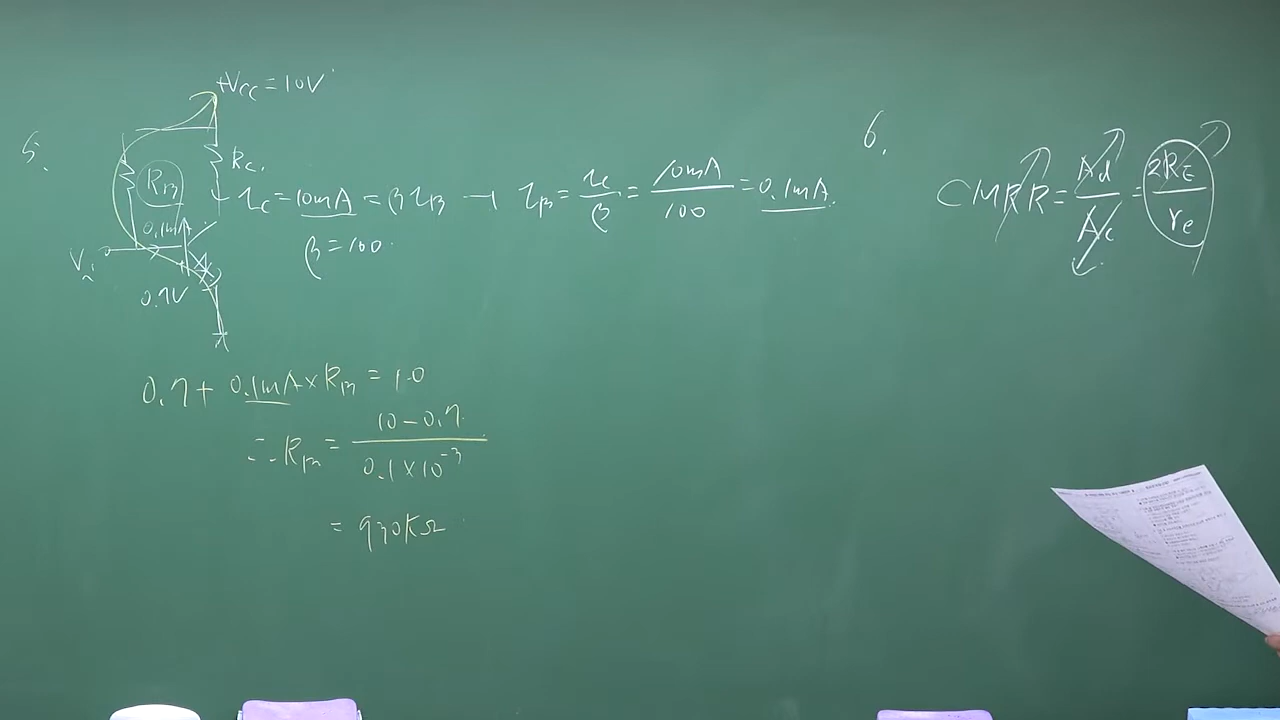 5.
+Vcc = 10V
Rc
RB
Ic = 10mA = βIB → IB = Ic/β = 10mA/100 = 0.1mA
0.1mA
β = 100
Vi
0.7V
0.7 + 0.1mA × RB = 10
∴ RB = (10 - 0.7)/(0.1 × 10⁻³)
= 930KΩ
6.
CMRR = Ad/Ac = 2RE/re